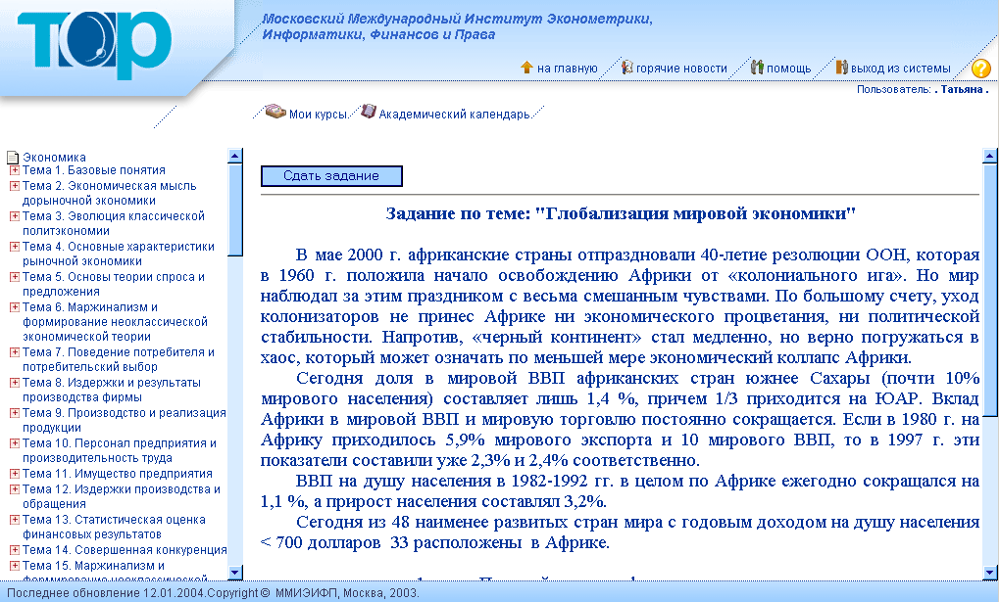 TOP
Московский Международный Институт Эконометрики,
Информатики, Финансов и Права
на главную
горячие новости
помощь
выход из системы
?
Пользователь: . Татьяна .
Мои курсы.
Академический календарь.
Экономика
Тема 1. Базовые понятия
Тема 2. Экономическая мысль
дорыночной экономики
Тема 3. Эволюция классической
политэкономии
Тема 4. Основные характеристики
рыночной экономики
Тема 5. Основы теории спроса и
предложения
Тема 6. Маржинализм и
формирование неоклассической
экономической теории
Тема 7. Поведение потребителя и
потребительский выбор
Тема 8. Издержки и результаты
производства фирмы
Тема 9. Производство и реализация
продукции
Тема 10. Персонал предприятия и
производительность труда
Тема 11. Имущество предприятия
Тема 12. Издержки производства и
обращения
Тема 13. Статистическая оценка
финансовых результатов
Тема 14. Совершенная конкуренция
Тема 15. Маржинализм и
формирование неоклассической
Сдать задание
Задание по теме: "Глобализация мировой экономики"
В мае 2000 г. африканские страны отпраздновали 40-летие резолюции ООН, которая
в 1960 г. положила начало освобождению Африки от «колониального ига». Но мир
наблюдал за этим праздником с весьма смешанным чувствами. По большому счету, уход
колонизаторов не принес Африке ни экономического процветания, ни политической
стабильности. Напротив, «черный континент» стал медленно, но верно погружаться в
хаос, который может означать по меньшей мере экономический коллапс Африки.
Сегодня доля в мировой ВВП африканских стран южнее Сахары (почти 10%
мирового населения) составляет лишь 1,4 %, причем 1/3 приходится на ЮАР. Вклад
Африки в мировой ВВП и мировую торговлю постоянно сокращается. Если в 1980 г. на
Африку приходилось 5,9% мирового экспорта и 10 мирового ВВП, то в 1997 г. эти
показатели составили уже 2,3% и 2,4% соответственно.
ВВП на душу населения в 1982-1992 гг. в целом по Африке ежегодно сокращался на
1,1 %, а прирост населения составлял 3,2%.
Сегодня из 48 наименее развитых стран мира с годовым доходом на душу населения
< 700 долларов 33 расположены в Африке.
Последнее обновление 12.01.2004.Copyright © ММИЭИФП, Москва, 2003.